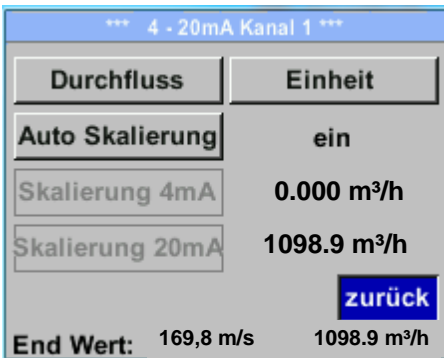 *** 4 - 20mA Kanal 1 ***
Durchfluss Einheit
Auto Skalierung ein
Skalierung 4mA 0.000 m³/h
Skalierung 20mA 1098.9 m³/h
zurück
End Wert: 169,8 m/s 1098.9 m³/h